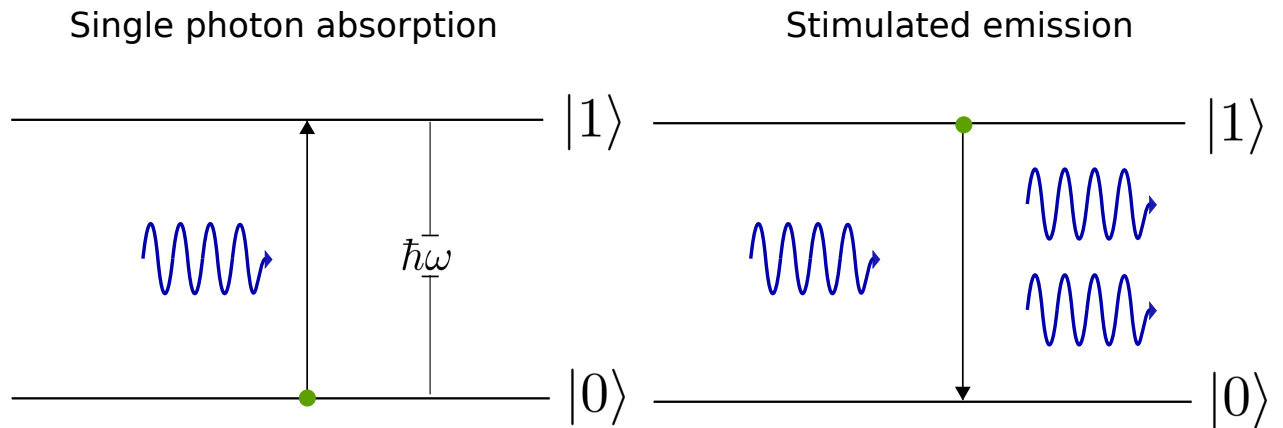 Single photon absorption
|1⟩
ħω
|0⟩
Stimulated emission
|1⟩
|0⟩